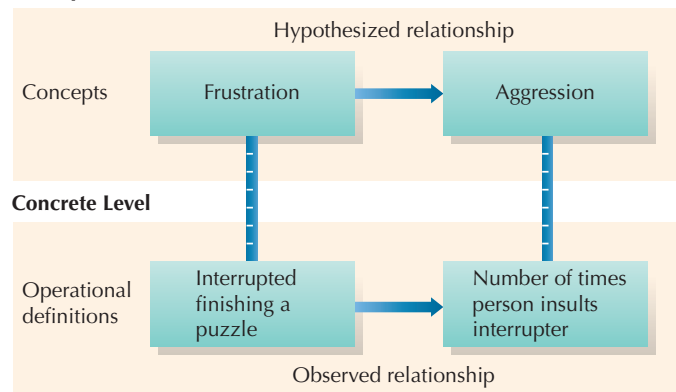 Hypothesized relationship
Concepts
Frustration
Aggression
Concrete Level
Operational
definitions
Interrupted
finishing a
puzzle
Number of times
person insults
interrupter
Observed relationship